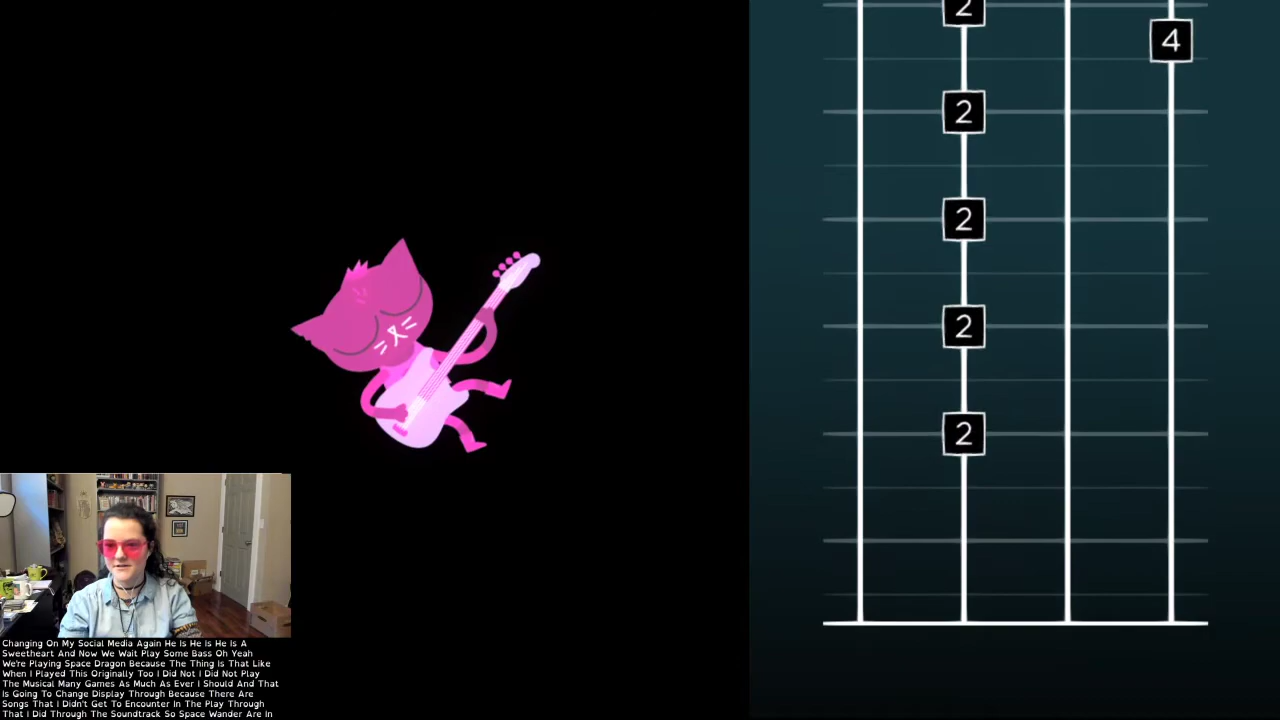 2
4
2
2
2
2
Changing On My Social Media Again He Is He Is He Is A
Sweetheart And Now We Wait Play Some Bass Oh Yeah
We're Playing Space Dragon Because The Thing Is That Like
When I Played This Originally Too I Did Not I Did Not Play
The Musical Many Games As Much As Ever I Should And That
Is Going To Change Display Through Because There Are
Songs That I Didn't Get To Encounter In The Play Through
That I Did Through The Soundtrack So Space Wander Are In